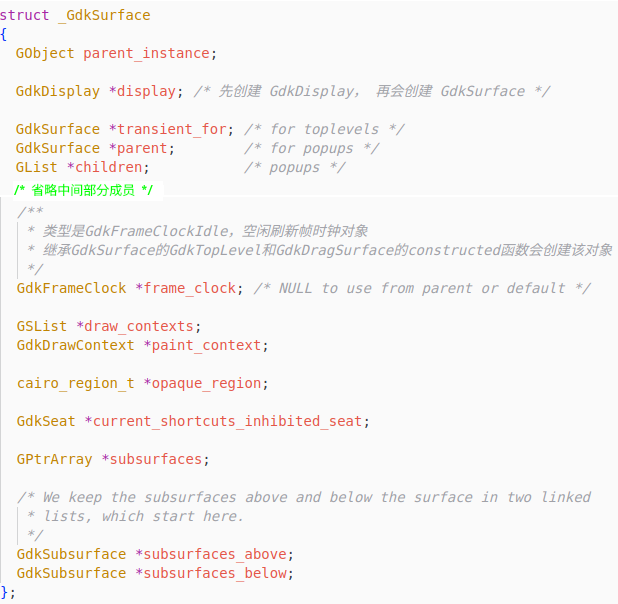 struct _GdkSurface
{
  GObject parent_instance;

  GdkDisplay *display; /* 先创建 GdkDisplay， 再会创建 GdkSurface */

  GdkSurface *transient_for; /* for toplevels */
  GdkSurface *parent;        /* for popups */
  GList *children;           /* popups */
  /* 省略中间部分成员 */
  /**
   * 类型是GdkFrameClockIdle，空闲刷新帧时钟对象
   * 继承GdkSurface的GdkTopLevel和GdkDragSurface的constructed函数会创建该对象
   */
  GdkFrameClock *frame_clock; /* NULL to use from parent or default */

  GSList *draw_contexts;
  GdkDrawContext *paint_context;

  cairo_region_t *opaque_region;

  GdkSeat *current_shortcuts_inhibited_seat;

  GPtrArray *subsurfaces;

  /* We keep the subsurfaces above and below the surface in two linked
   * lists, which start here.
   */
  GdkSubsurface *subsurfaces_above;
  GdkSubsurface *subsurfaces_below;
};